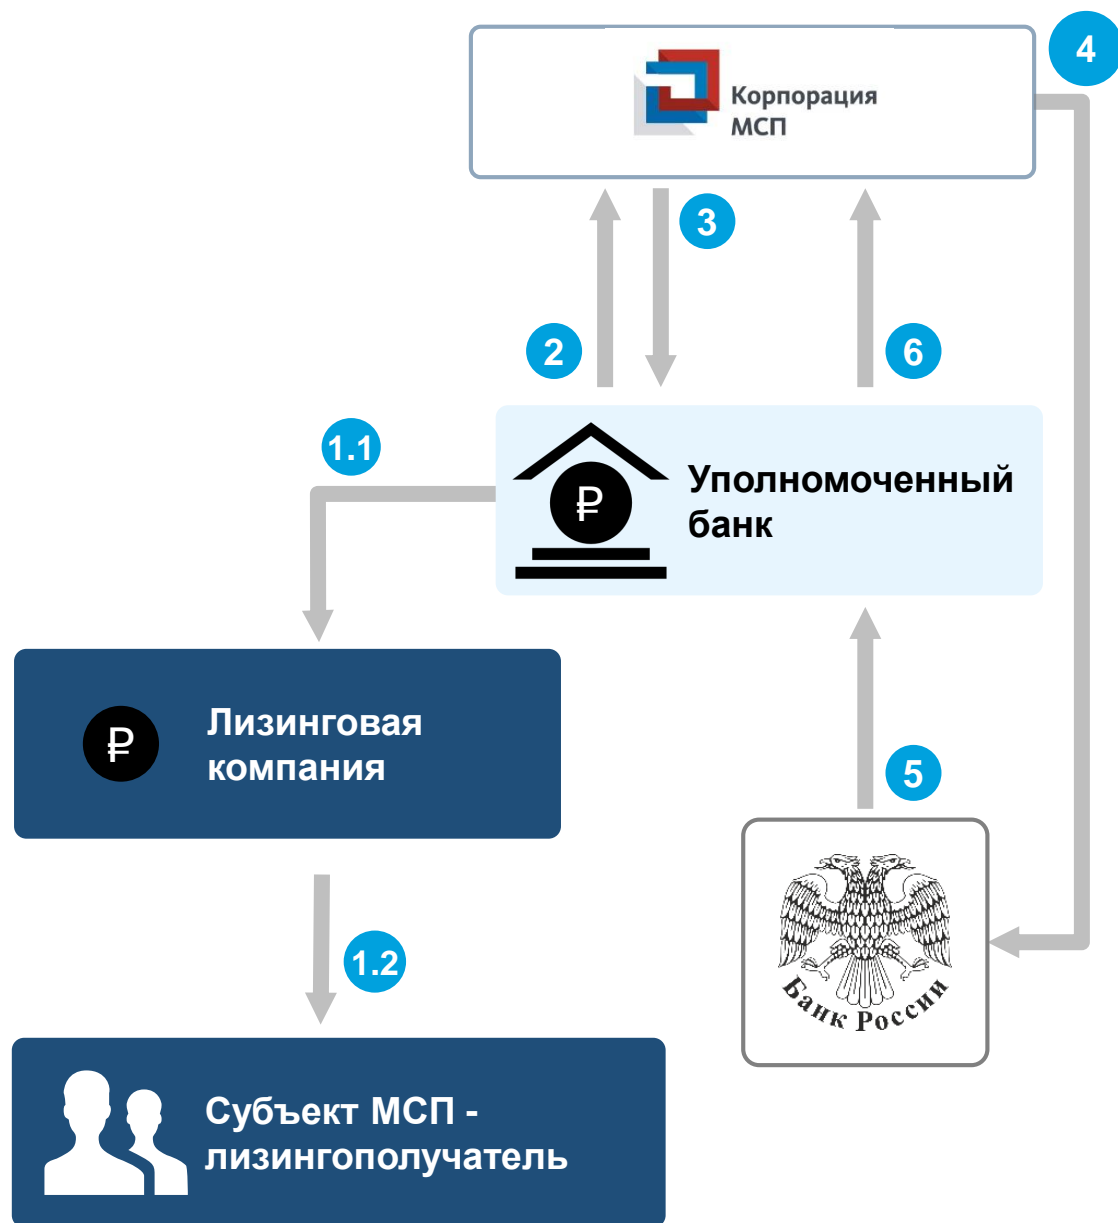 4
Корпорация
МСП
3
2
6
1.1
₽
Уполномоченный
банк
₽
Лизинговая
компания
5
1.2
Банк России
Субъект МСП -
лизингополучатель